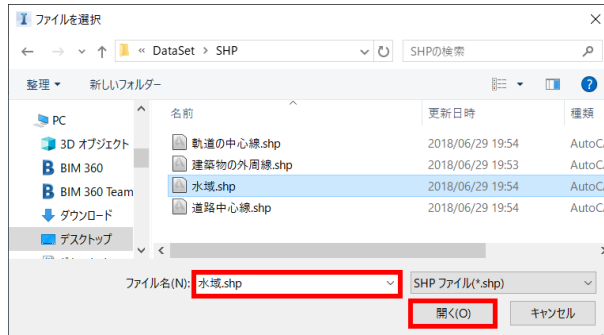 ファイルを選択
« DataSet > SHP
SHPの検索
整理 新しいフォルダー
名前 更新日時 種類
PC
3D オブジェクト
BIM 360
BIM 360 Team
ダウンロード
デスクトップ
軌道の中心線.shp 2018/06/29 19:54 AutoC
建築物の外周線.shp 2018/06/29 19:53 AutoC
水域.shp 2018/06/29 19:54 AutoC
道路中心線.shp 2018/06/29 19:54 AutoC
ファイル名(N): 水域.shp SHP ファイル(*.shp)
開く(O) キャンセル